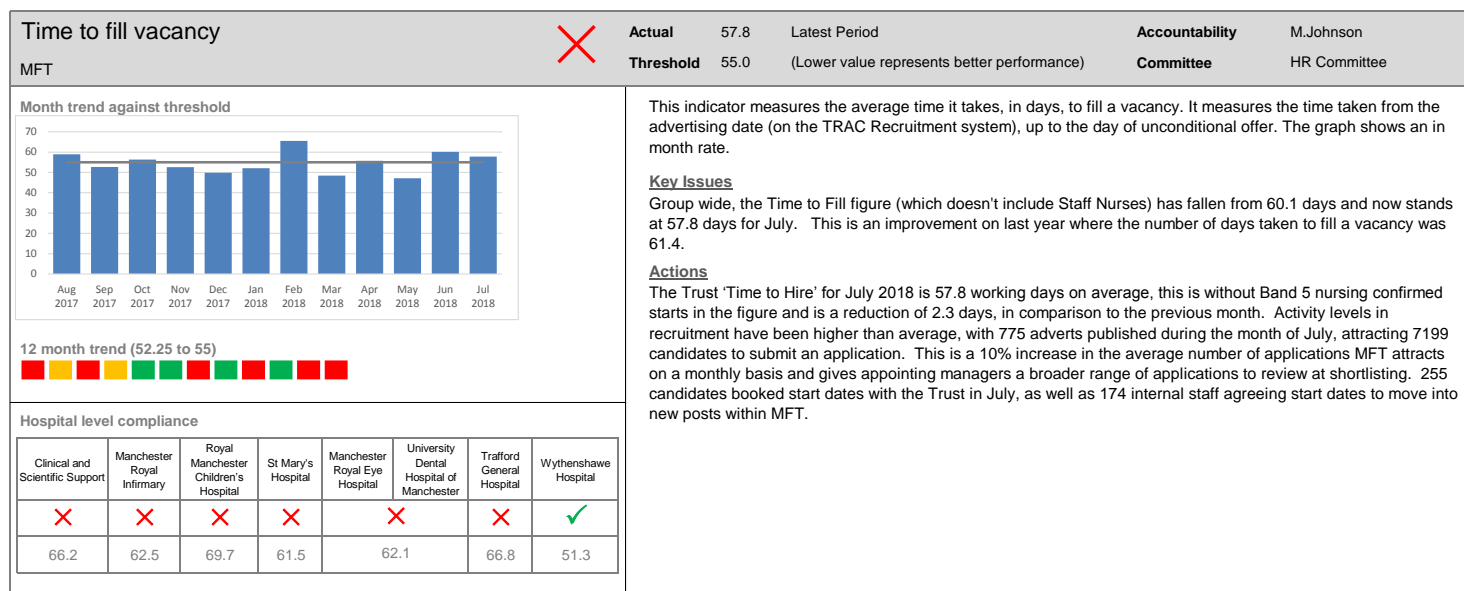 Time to fill vacancy
MFT
Actual 57.8 Latest Period Accountability M.Johnson
Threshold 55.0 (Lower value represents better performance) Committee HR Committee
Month trend against threshold
70
60
50
40
30
20
10
0
Aug 2017 Sep 2017 Oct 2017 Nov 2017 Dec 2017 Jan 2018 Feb 2018 Mar 2018 Apr 2018 May 2018 Jun 2018 Jul 2018
12 month trend (52.25 to 55)
Hospital level compliance
Clinical and Scientific Support
Manchester Royal Infirmary
Royal Manchester Children's Hospital
St Mary's Hospital
Manchester Royal Eye Hospital
University Dental Hospital of Manchester
Trafford General Hospital
Wythenshawe Hospital
66.2 62.5 69.7 61.5 62.1 66.8 51.3
This indicator measures the average time it takes, in days, to fill a vacancy. It measures the time taken from the
advertising date (on the TRAC Recruitment system), up to the day of unconditional offer. The graph shows an in
month rate.
Key Issues
Group wide, the Time to Fill figure (which doesn't include Staff Nurses) has fallen from 60.1 days and now stands
at 57.8 days for July. This is an improvement on last year where the number of days taken to fill a vacancy was
61.4.
Actions
The Trust ‘Time to Hire’ for July 2018 is 57.8 working days on average, this is without Band 5 nursing confirmed
starts in the figure and is a reduction of 2.3 days, in comparison to the previous month. Activity levels in
recruitment have been higher than average, with 775 adverts published during the month of July, attracting 7199
candidates to submit an application. This is a 10% increase in the average number of applications MFT attracts
on a monthly basis and gives appointing managers a broader range of applications to review at shortlisting. 255
candidates booked start dates with the Trust in July, as well as 174 internal staff agreeing start dates to move into
new posts within MFT.